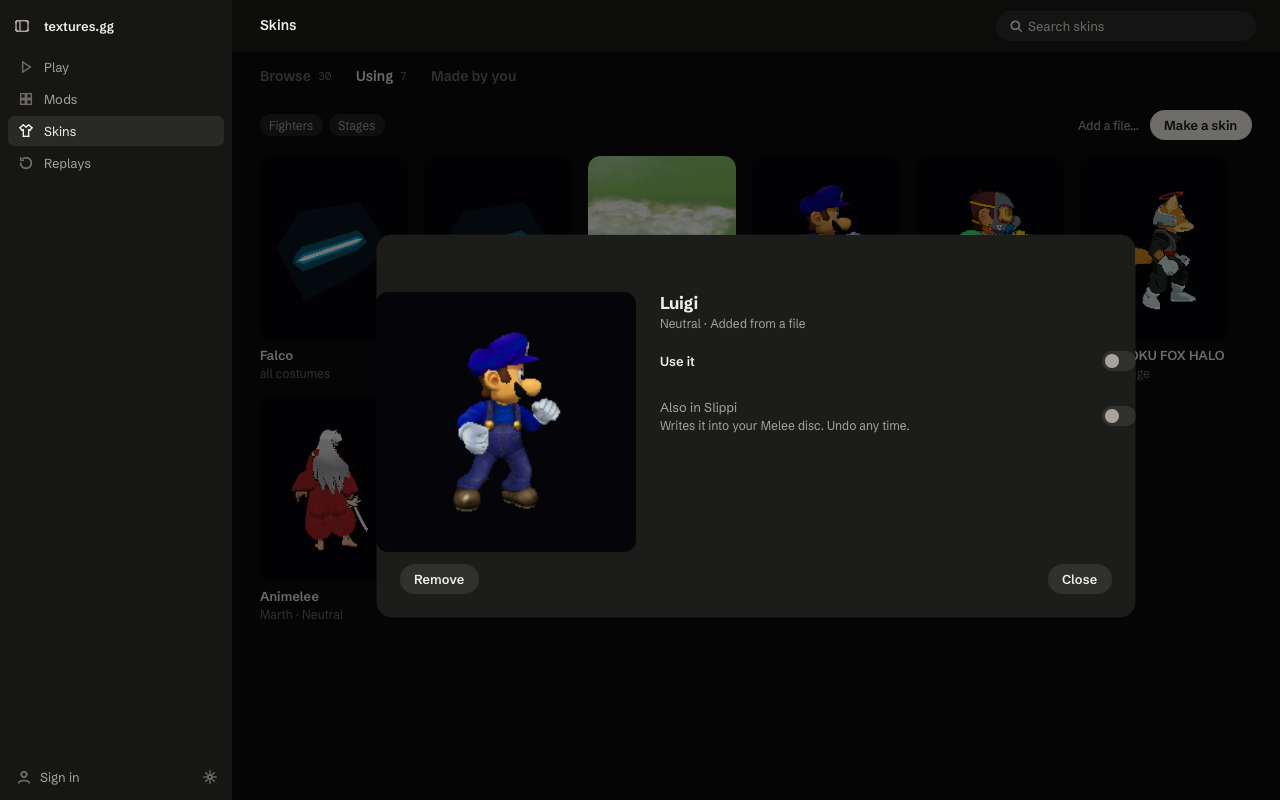 textures.gg
Play
Mods
Skins
Replays
Sign in
Skins
Search skins
Browse 30
Using 7
Made by you
Fighters
Stages
Add a file...
Make a skin
Falco
all costumes
Animelee
Marth · Neutral
Luigi
Neutral · Added from a file
Use it
Also in Slippi
Writes it into your Melee disc. Undo any time.
Remove
Close
FOX HALO